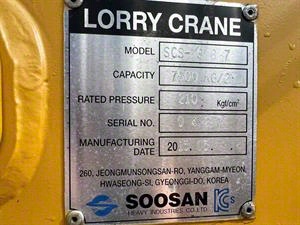 LORRY CRANE
MODEL
CAPACITY
RATED PRESSURE 210 Kgf/cm²
SERIAL NO.
MANUFACTURING
DATE 20
260, JEONGMUNSONGSAN-RO, YANGGAM-MYEON,
HWASEONG-SI, GYEONGGI-DO, KOREA
SOOSAN
HEAVY INDUSTRIES CO.,LTD.